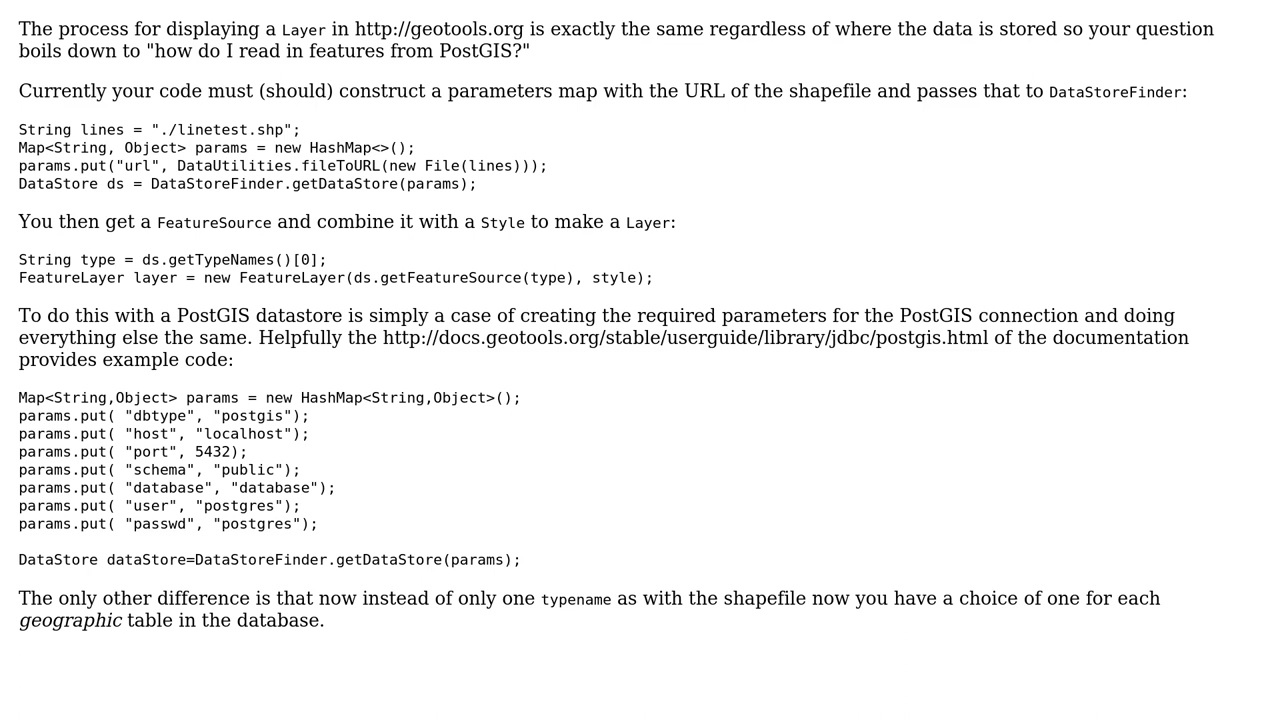 The process for displaying a Layer in http://geotools.org is exactly the same regardless of where the data is stored so your question
boils down to "how do I read in features from PostGIS?"
Currently your code must (should) construct a parameters map with the URL of the shapefile and passes that to DataStoreFinder:
String lines = "./linetest.shp";
Map<String, Object> params = new HashMap<>();
params.put("url", DataUtilities.fileToURL(new File(lines)));
DataStore ds = DataStoreFinder.getDataStore(params);
You then get a FeatureSource and combine it with a Style to make a Layer:
String type = ds.getTypeNames()[0];
FeatureLayer layer = new FeatureLayer(ds.getFeatureSource(type), style);
To do this with a PostGIS datastore is simply a case of creating the required parameters for the PostGIS connection and doing
everything else the same. Helpfully the http://docs.geotools.org/stable/userguide/library/jdbc/postgis.html of the documentation
provides example code:
Map<String,Object> params = new HashMap<String,Object>();
params.put( "dbtype", "postgis");
params.put( "host", "localhost");
params.put( "port", 5432);
params.put( "schema", "public");
params.put( "database", "database");
params.put( "user", "postgres");
params.put( "passwd", "postgres");
DataStore dataStore=DataStoreFinder.getDataStore(params);
The only other difference is that now instead of only one typename as with the shapefile now you have a choice of one for each
geographic table in the database.